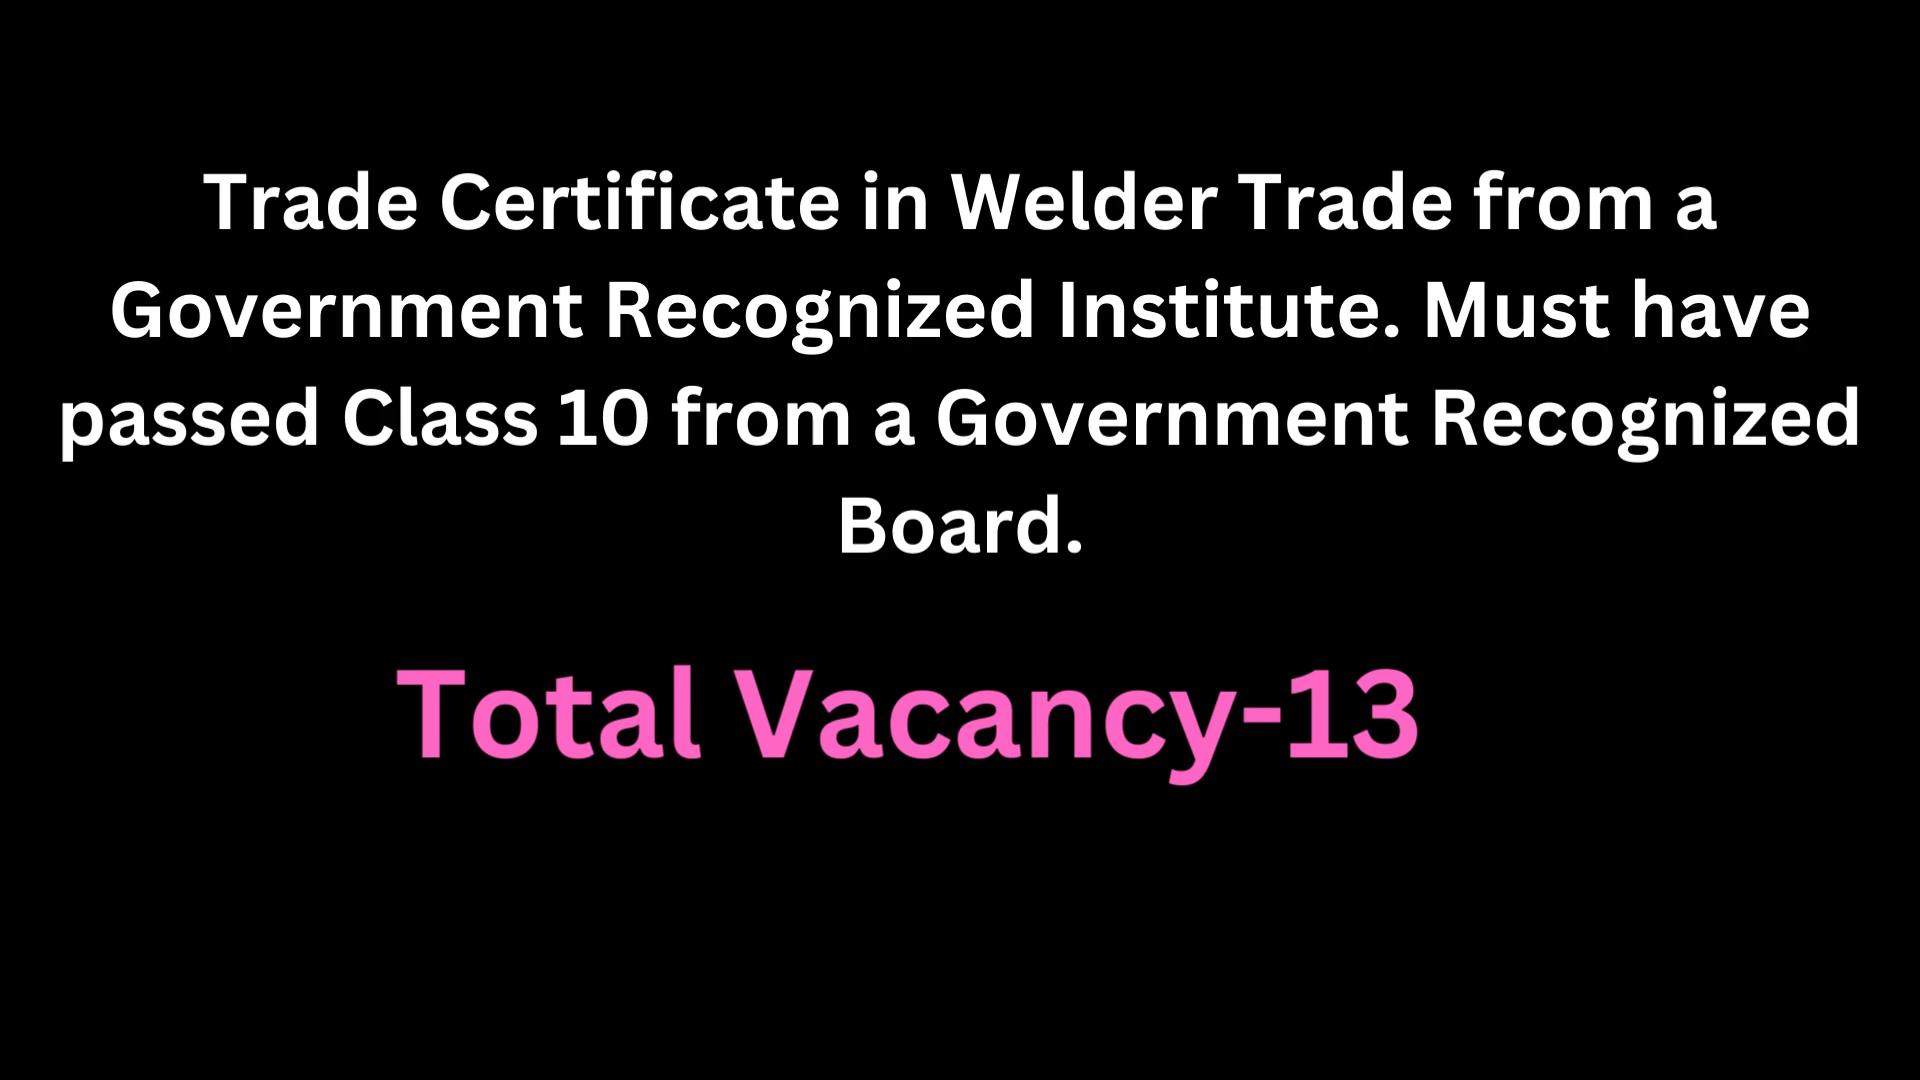 Trade Certificate in Welder Trade from a
Government Recognized Institute. Must have
passed Class 10 from a Government Recognized
Board.
Total Vacancy-13